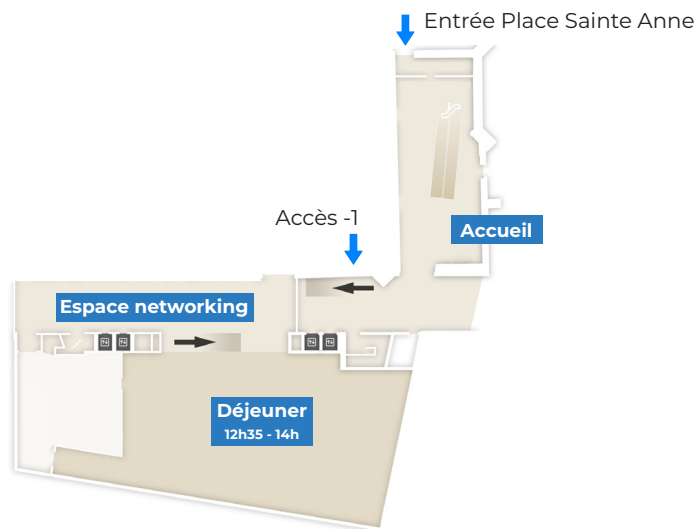 Entrée Place Sainte Anne
Accès -1
Accueil
Espace networking
Déjeuner
12h35 - 14h